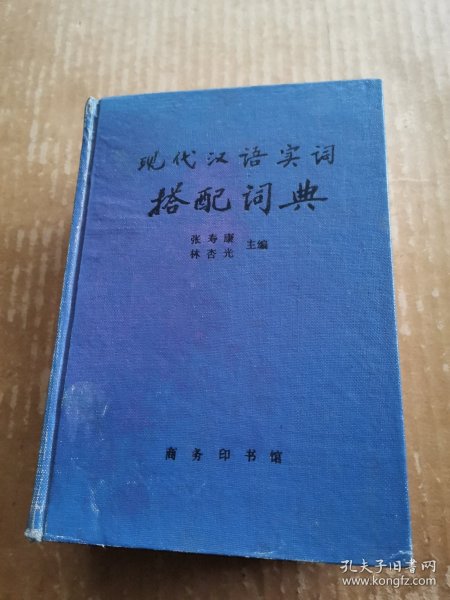 现代汉语实词
搭配词典
张寿康
林杏光
主编
商务印书馆
孔夫子旧书网
www.kongfz.com